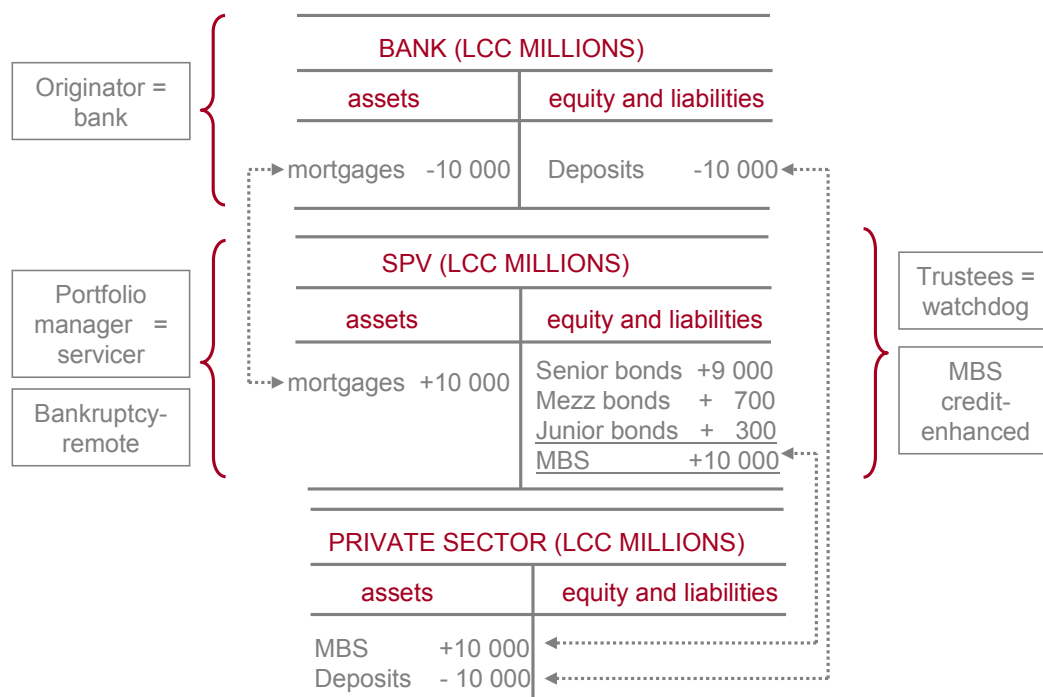 BANK (LCC MILLIONS)
Originator =
bank
assets equity and liabilities
mortgages -10 000 Deposits -10 000
SPV (LCC MILLIONS)
Portfolio
manager =
servicer
Bankruptcy-
remote
assets equity and liabilities
mortgages +10 000
Senior bonds +9 000
Mezz bonds + 700
Junior bonds + 300
MBS +10 000
Trustees =
watchdog
MBS
credit-
enhanced
PRIVATE SECTOR (LCC MILLIONS)
assets equity and liabilities
MBS +10 000
Deposits - 10 000